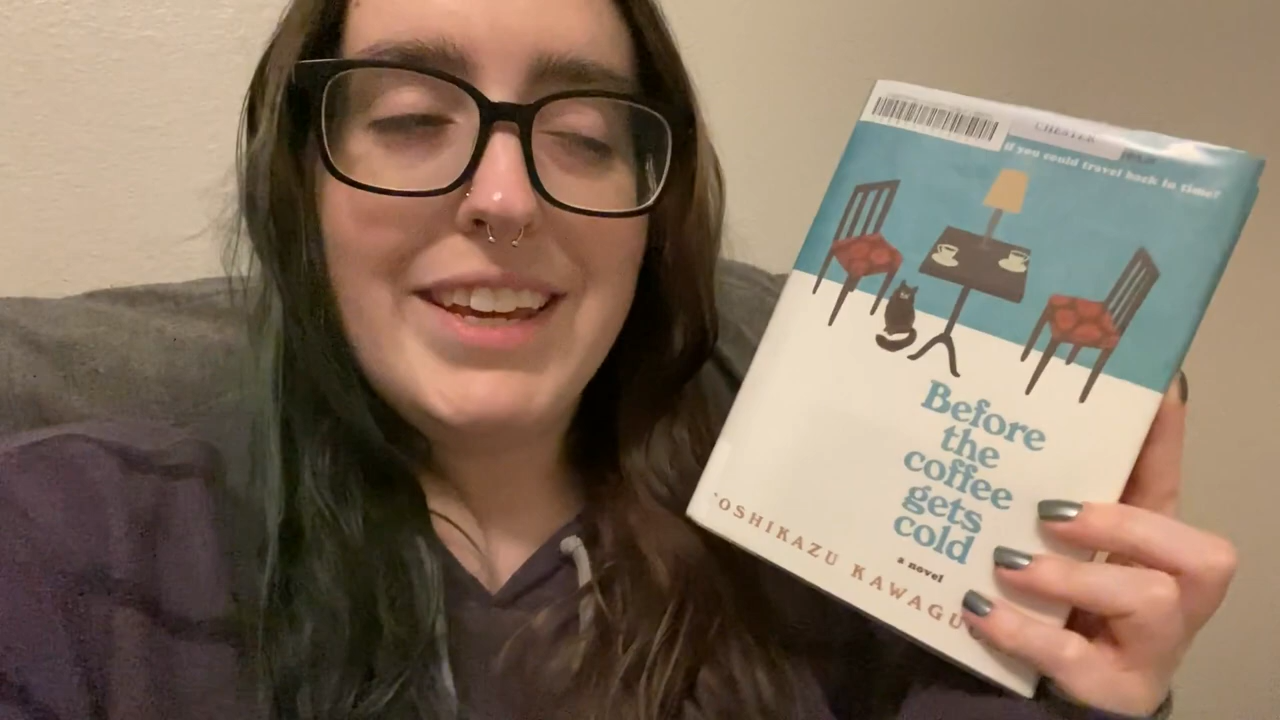 CHESTER
if you could travel back in time?
Before
the
coffee
gets
cold
a novel
OSHIKAZU KAWAGU